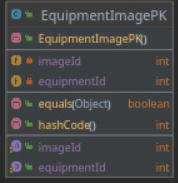 EquipmentImagePK
EquipmentImagePK()
imageId int
equipmentId int
equals(Object) boolean
hashCode() int
imageId int
equipmentId int